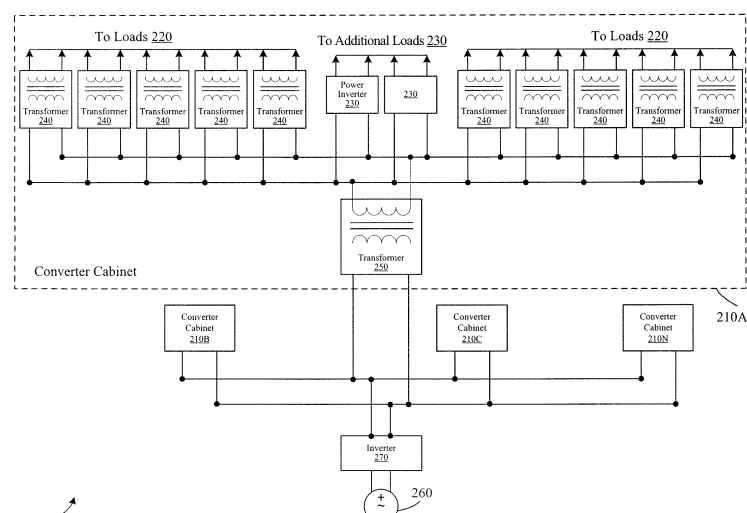 To Loads 220
To Additional Loads 230
To Loads 220
Transformer
240
Transformer
240
Transformer
240
Transformer
240
Transformer
240
Power
Inverter
230
230
Transformer
240
Transformer
240
Transformer
240
Transformer
240
Transformer
240
Transformer
250
Converter Cabinet
210A
Converter
Cabinet
210B
Converter
Cabinet
210C
Converter
Cabinet
210N
Inverter
270
+
~
260